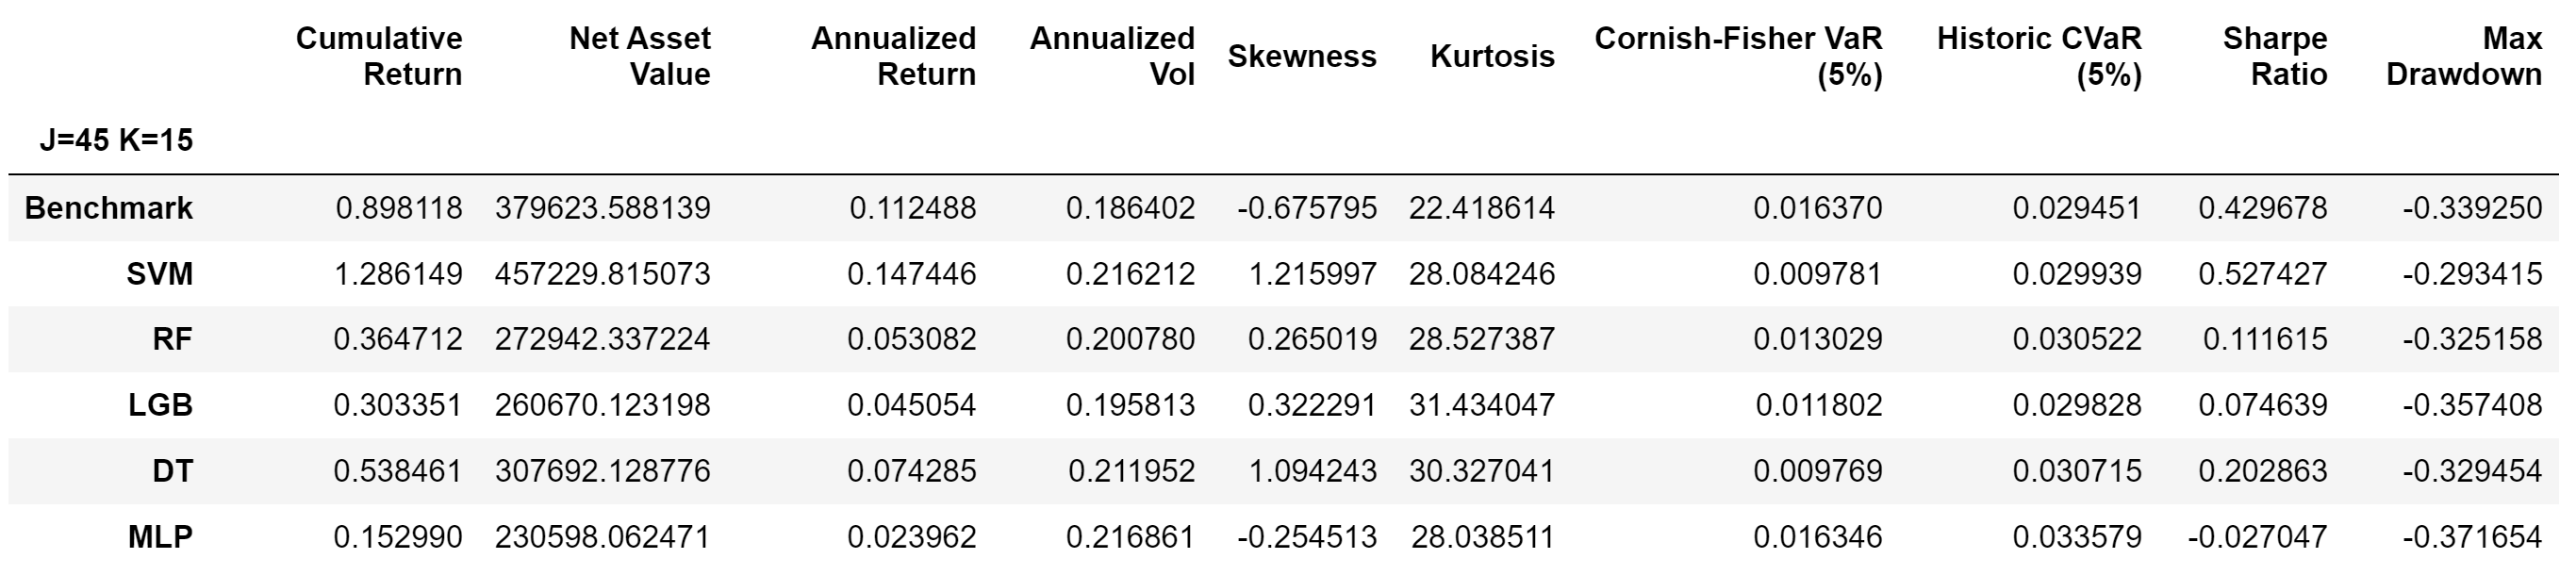 Cumulative Return Net Asset Value Annualized Return Annualized Vol Skewness Kurtosis Cornish-Fisher VaR (5%) Historic CVaR (5%) Sharpe Ratio Max Drawdown
J=45 K=15
Benchmark 0.898118 379623.588139 0.112488 0.186402 -0.675795 22.418614 0.016370 0.029451 0.429678 -0.339250
SVM 1.286149 457229.815073 0.147446 0.216212 1.215997 28.084246 0.009781 0.029939 0.527427 -0.293415
RF 0.364712 272942.337224 0.053082 0.200780 0.265019 28.527387 0.013029 0.030522 0.111615 -0.325158
LGB 0.303351 260670.123198 0.045054 0.195813 0.322291 31.434047 0.011802 0.029828 0.074639 -0.357408
DT 0.538461 307692.128776 0.074285 0.211952 1.094243 30.327041 0.009769 0.030715 0.202863 -0.329454
MLP 0.152990 230598.062471 0.023962 0.216861 -0.254513 28.038511 0.016346 0.033579 -0.027047 -0.371654